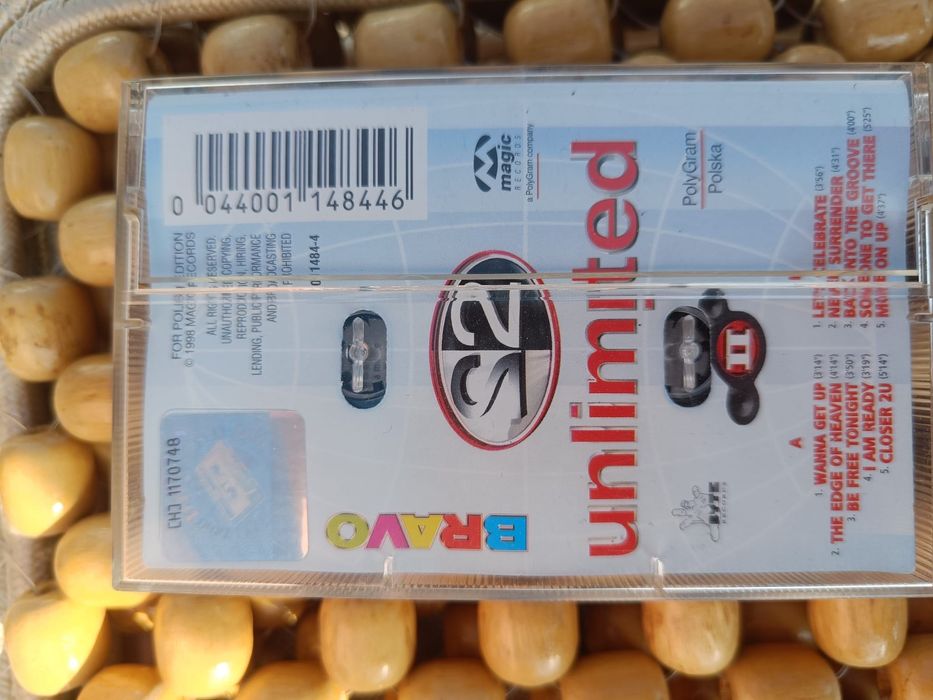 CHJ 1170748
FOR POLISH EDITION
© 1998 MAGIC RECORDS
ALL RIGHTS RESERVED.
UNAUTHORIZED COPYING,
REPRODUCTION, HIRING,
LENDING, PUBLIC PERFORMANCE
AND BROADCASTING
PROHIBITED
1484-4
0 044001 148446
BRAVO
2
magic
RECORDS
a PolyGram company
unlimited
BYTE
RECORDS
II
PolyGram
Polska
A
1. WANNA GET UP (3'14")
2. THE EDGE OF HEAVEN (4'14")
3. BE FREE TONIGHT (3'50")
4. I AM READY (3'19")
5. CLOSER 2U (5'14")
1. LET'S CELEBRATE (3'56")
2. NEVER SURRENDER (4'31")
3. BACK INTO THE GROOVE (4'00")
4. SOMEONE TO GET THERE (5'25")
5. MOVE ON UP (4'37")